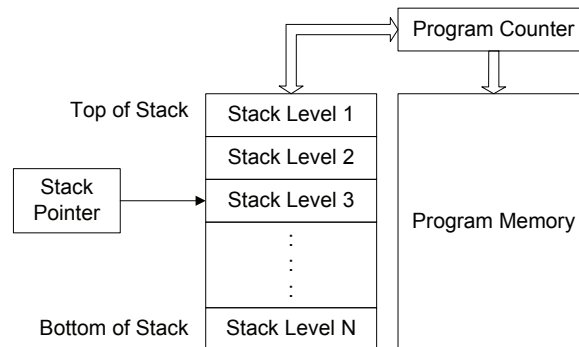 Program Counter
Top of Stack
Stack Level 1
Stack Level 2
Stack
Pointer
Stack Level 3
Program Memory
Bottom of Stack
Stack Level N